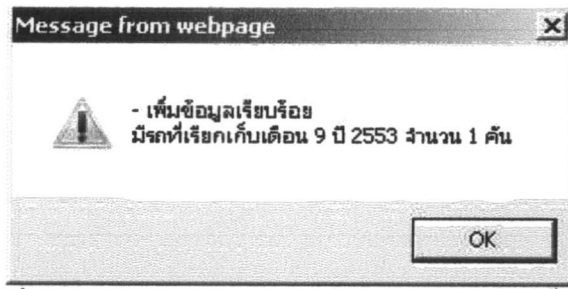 Message from webpage
- เพิ่มข้อมูลเรียบร้อย
มีรถที่เรียกเก็บเดือน 9 ปี 2553 จำนวน 1 คัน
OK